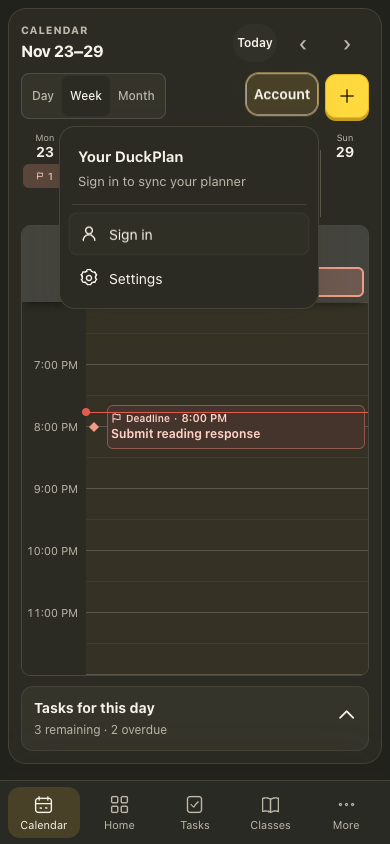 CALENDAR
Nov 23–29
Today
Day
Week
Month
Account
Mon
23
Sun
29
1
Your DuckPlan
Sign in to sync your planner
Sign in
Settings
7:00 PM
8:00 PM
Deadline · 8:00 PM
Submit reading response
9:00 PM
10:00 PM
11:00 PM
Tasks for this day
3 remaining · 2 overdue
Calendar
Home
Tasks
Classes
More